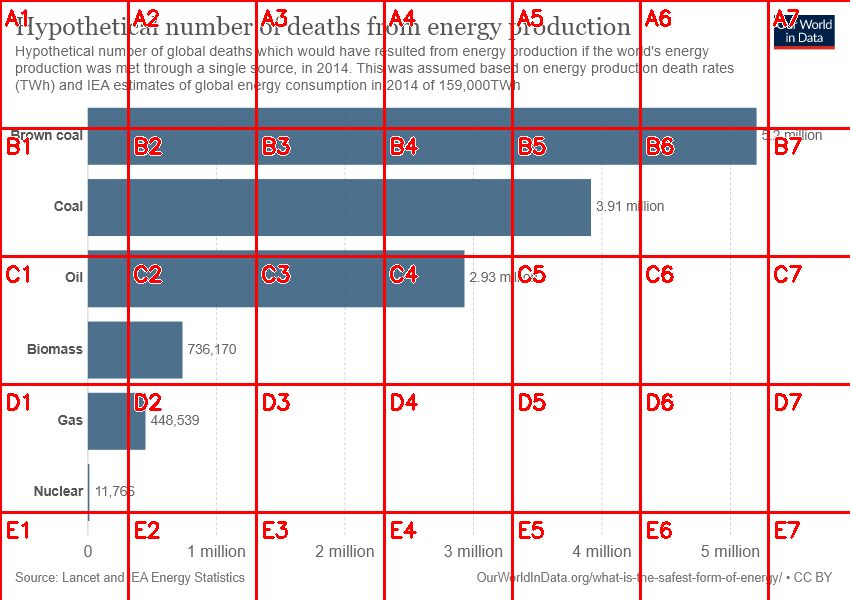 Hypothetical number of deaths from energy production
Our World
in Data
Hypothetical number of global deaths which would have resulted from energy production if the world's energy
production was met through a single source, in 2014. This was assumed based on energy production death rates
(TWh) and IEA estimates of global energy consumption in 2014 of 159,000TWh
Brown coal 5.2 million
Coal 3.91 million
Oil 2.93 million
Biomass 736,170
Gas 448,539
Nuclear 11,766
0 1 million 2 million 3 million 4 million 5 million
Source: Lancet and IEA Energy Statistics
OurWorldInData.org/what-is-the-safest-form-of-energy/ • CC BY
A1 A2 A3 A4 A5 A6 A7
B1 B2 B3 B4 B5 B6 B7
C1 C2 C3 C4 C5 C6 C7
D1 D2 D3 D4 D5 D6 D7
E1 E2 E3 E4 E5 E6 E7